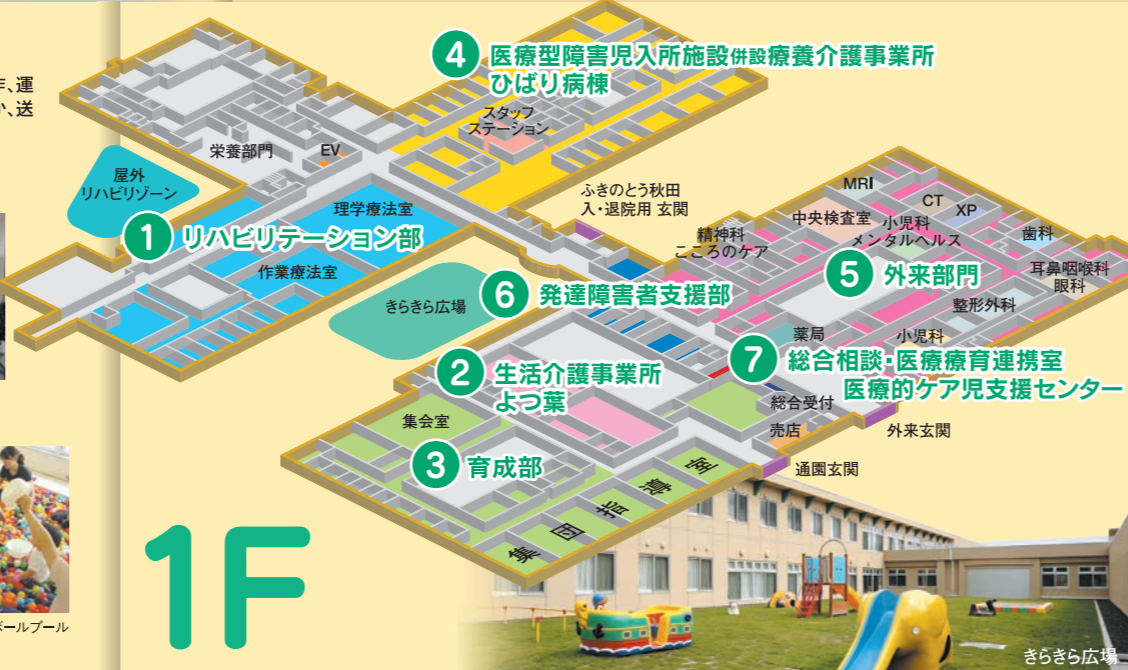 、運
、送
4 医療型障害児入所施設併設療養介護事業所
ひばり病棟
スタッフ
ステーション
栄養部門
EV
屋外
リハビリゾーン
理学療法室
1 リハビリテーション部
作業療法室
ふきのとう秋田
入・退院用 玄関
MRI
CT
XP
中央検査室
小児科
メンタルヘルス
精神科
こころのケア
歯科
5 外来部門
耳鼻咽喉科
眼科
きらきら広場
6 発達障害者支援部
整形外科
薬局
小児科
2 生活介護事業所
よつ葉
7 総合相談・医療療育連携室
医療的ケア児支援センター
総合受付
集会室
売店
外来玄関
3 育成部
通園玄関
集団指導室
1F
ボールプール
きらきら広場